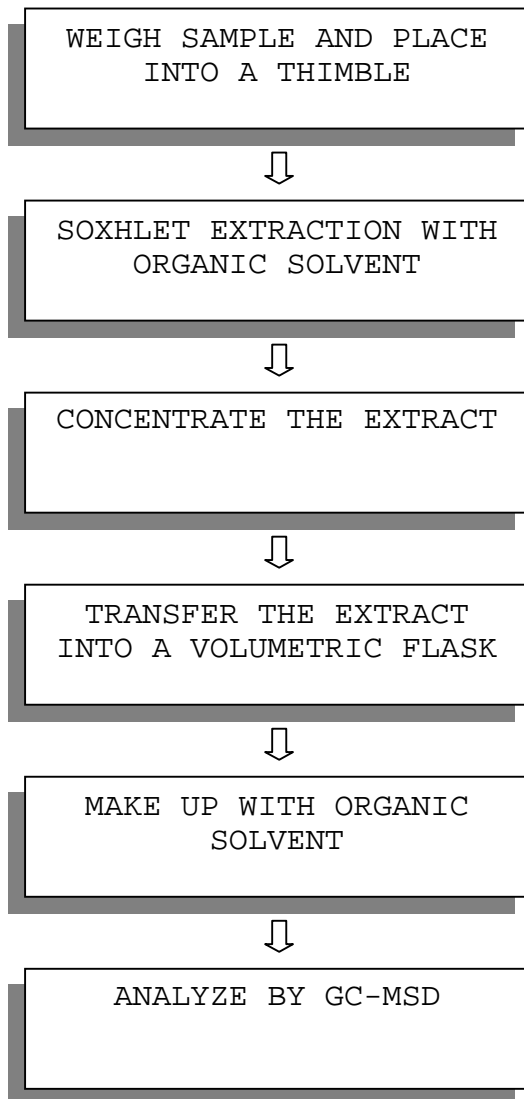 WEIGH SAMPLE AND PLACE
INTO A THIMBLE
SOXHLET EXTRACTION WITH
ORGANIC SOLVENT
CONCENTRATE THE EXTRACT
TRANSFER THE EXTRACT
INTO A VOLUMETRIC FLASK
MAKE UP WITH ORGANIC
SOLVENT
ANALYZE BY GC-MSD